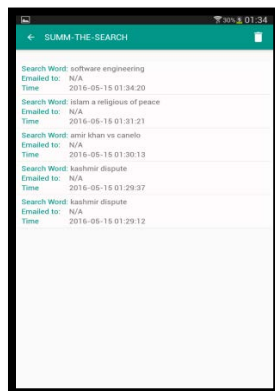 30% 01:34
SUMM-THE-SEARCH
Search Word: software engineering
Emailed to: N/A
Time 2016-05-15 01:34:20
Search Word: islam a religious of peace
Emailed to: N/A
Time 2016-05-15 01:31:21
Search Word: amir khan vs canelo
Emailed to: N/A
Time 2016-05-15 01:30:13
Search Word: kashmir dispute
Emailed to: N/A
Time 2016-05-15 01:29:37
Search Word: kashmir dispute
Emailed to: N/A
Time 2016-05-15 01:29:12